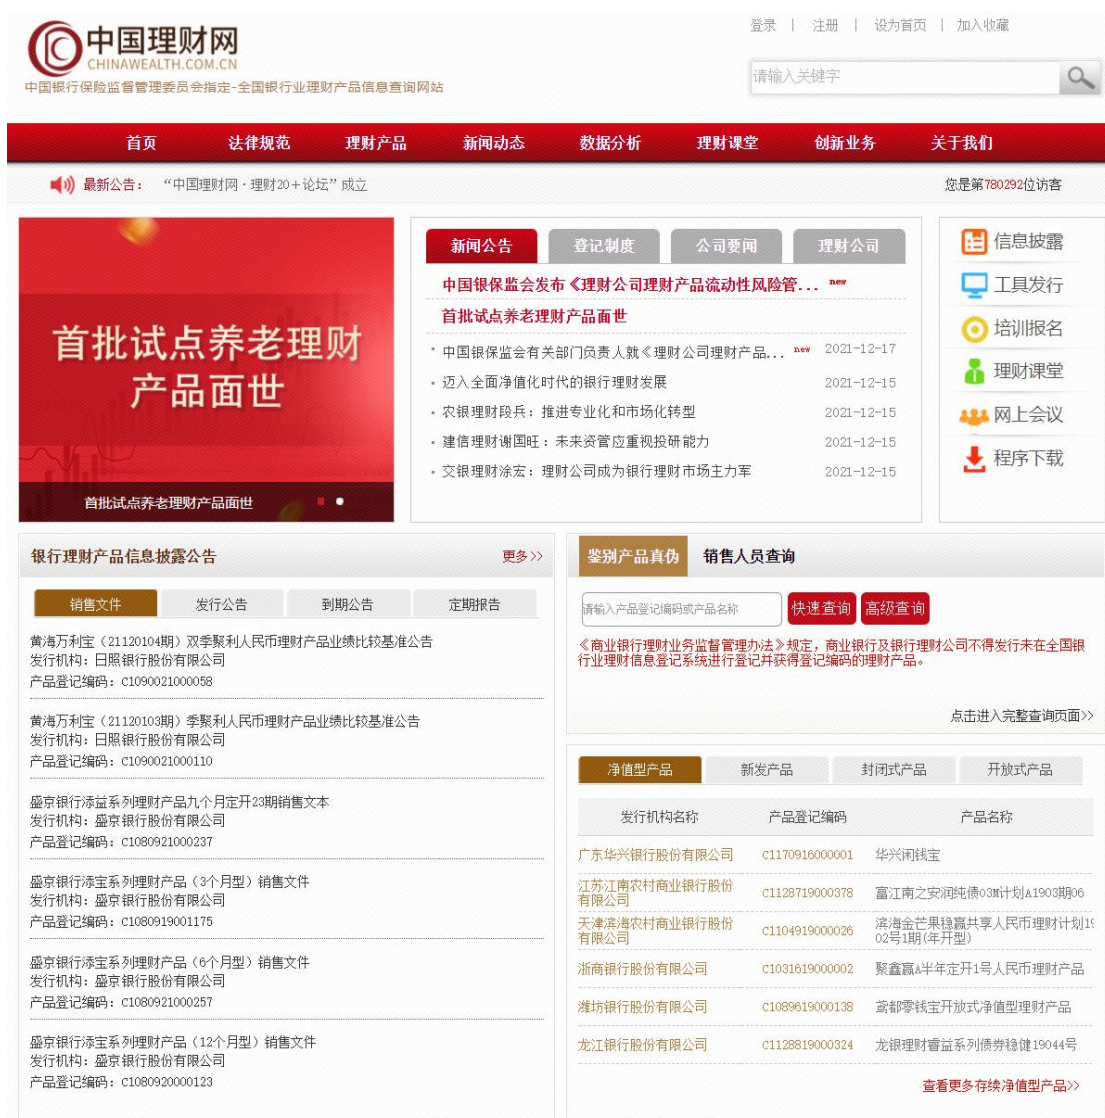 登录 | 注册 | 设为首页 | 加入收藏
中国理财网
CHINAWEALTH.COM.CN
中国银行保险监督管理委员会指定-全国银行业理财产品信息查询网站
请输入关键字
首页 法律规范 理财产品 新闻动态 数据分析 理财课堂 创新业务 关于我们
最新公告： “中国理财网·理财20+论坛”成立
您是第780292位访客
首批试点养老理财
产品面世
首批试点养老理财产品面世
新闻公告 登记制度 公司要闻 理财公司
中国银保监会发布《理财公司理财产品流动性风险管... new
首批试点养老理财产品面世
中国银保监会有关部门负责人就《理财公司理财产品... new 2021-12-17
迈入全面净值化时代的银行理财发展 2021-12-15
农银理财段兵：推进专业化和市场化转型 2021-12-15
建信理财谢国旺：未来资管应重视投研能力 2021-12-15
交银理财涂宏：理财公司成为银行理财市场主力军 2021-12-15
信息披露
工具发行
培训报名
理财课堂
网上会议
程序下载
银行理财产品信息披露公告 更多>>
销售文件 发行公告 到期公告 定期报告
黄海万利宝（21120104期）双季聚利人民币理财产品业绩比较基准公告
发行机构：日照银行股份有限公司
产品登记编码：C1090021000058
黄海万利宝（21120103期）季聚利人民币理财产品业绩比较基准公告
发行机构：日照银行股份有限公司
产品登记编码：C1090021000110
盛京银行添益系列理财产品九个月定开23期销售文本
发行机构：盛京银行股份有限公司
产品登记编码：C1080921000237
盛京银行添宝系列理财产品（3个月型）销售文件
发行机构：盛京银行股份有限公司
产品登记编码：C1080919001175
盛京银行添宝系列理财产品（6个月型）销售文件
发行机构：盛京银行股份有限公司
产品登记编码：C1080921000257
盛京银行添宝系列理财产品（12个月型）销售文件
发行机构：盛京银行股份有限公司
产品登记编码：C1080920000123
鉴别产品真伪 销售人员查询
请输入产品登记编码或产品名称 快速查询 高级查询
《商业银行理财业务监督管理办法》规定，商业银行及银行理财公司不得发行未在全国银
行业理财信息登记系统进行登记并获得登记编码的理财产品。
点击进入完整查询页面>>
净值型产品 新发产品 封闭式产品 开放式产品
发行机构名称 产品登记编码 产品名称
广东华兴银行股份有限公司 C1170916000001 华兴闲钱宝
江苏江南农村商业银行股份
有限公司 C1128719000378 富江南之安润纯债03M计划A1903期06
天津滨海农村商业银行股份
有限公司 C1104919000026 滨海金芒果稳赢共享人民币理财计划19
02号1期(年开型)
浙商银行股份有限公司 C1031619000002 聚鑫赢A半年定开1号人民币理财产品
潍坊银行股份有限公司 C1089619000138 鸢都零钱宝开放式净值型理财产品
龙江银行股份有限公司 C1128819000324 龙银理财睿益系列债券稳健19044号
查看更多存续净值型产品>>